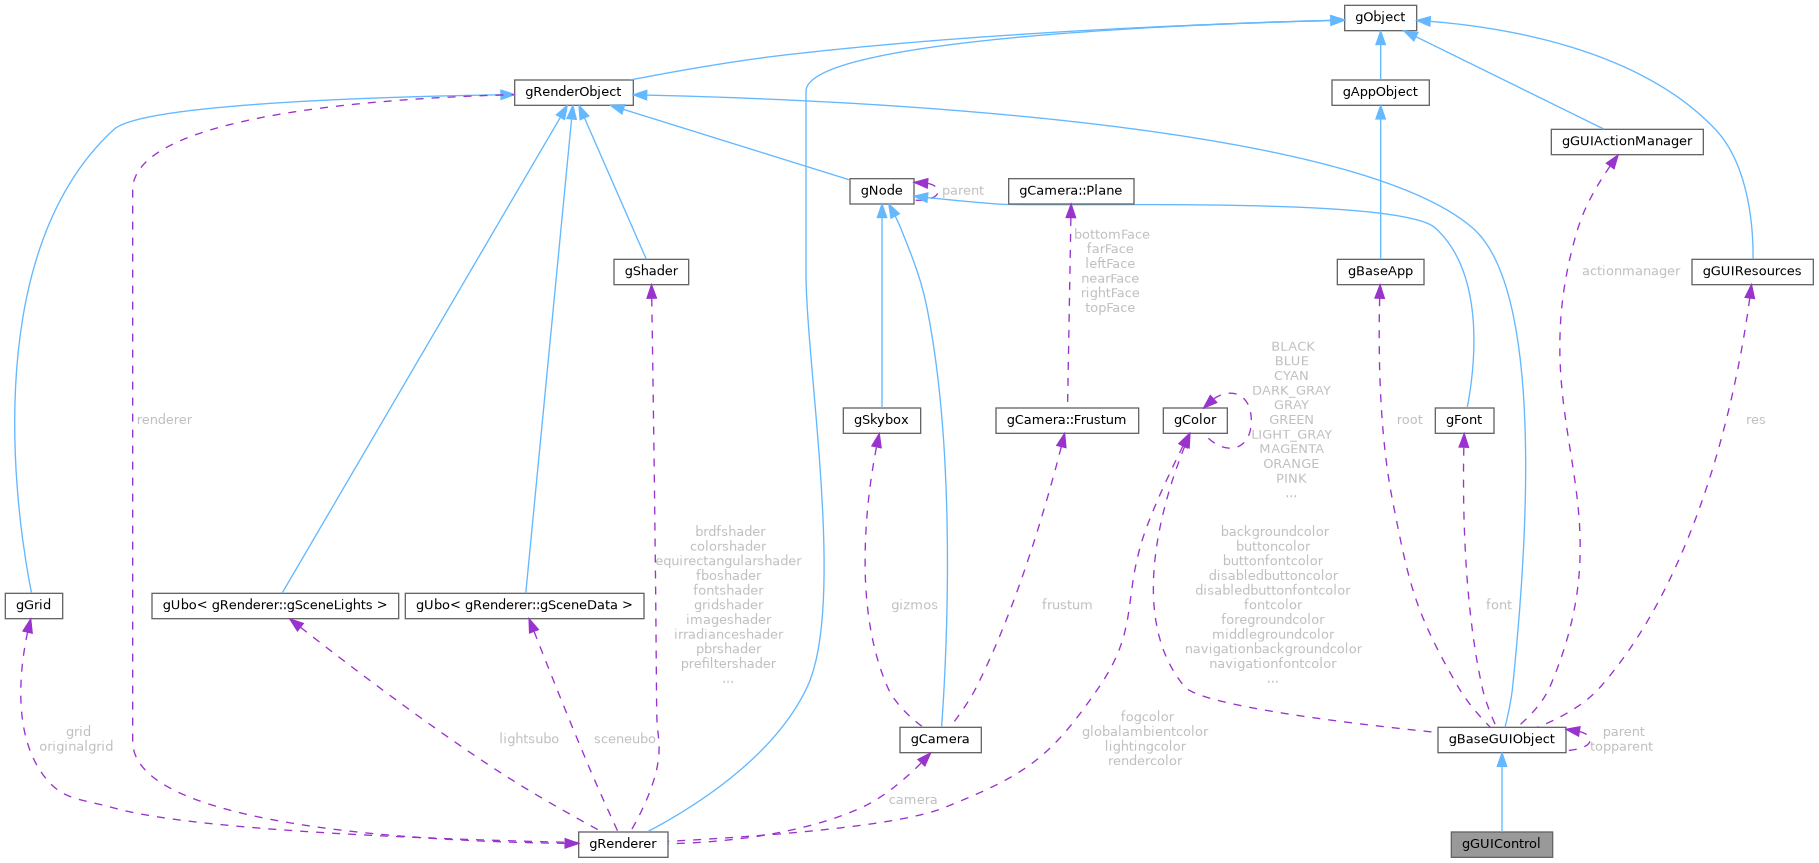 gObject
gRenderObject
gAppObject
gGUIActionManager
gNode
parent
gCamera::Plane
bottomFace
farFace
leftFace
nearFace
rightFace
topFace
gShader
gBaseApp
actionmanager
gGUIResources
BLACK
BLUE
CYAN
DARK_GRAY
GRAY
GREEN
LIGHT_GRAY
MAGENTA
ORANGE
PINK
...
renderer
gSkybox
gCamera::Frustum
gColor
root
gFont
res
brdfshader
colorshader
equirectangularshader
fboshader
fontshader
gridshader
imageshader
irradianceshader
pbrshader
prefiltershader
...
backgroundcolor
buttoncolor
buttonfontcolor
disabledbuttoncolor
disabledbuttonfontcolor
fontcolor
foregroundcolor
middlegroundcolor
navigationbackgroundcolor
navigationfontcolor
...
gGrid
gUbo< gRenderer::gSceneLights >
gUbo< gRenderer::gSceneData >
gizmos
frustum
font
grid
originalgrid
lightsubo
sceneubo
gCamera
fogcolor
globalambientcolor
lightingcolor
rendercolor
gBaseGUIObject
parent
topparent
camera
gRenderer
gGUIControl